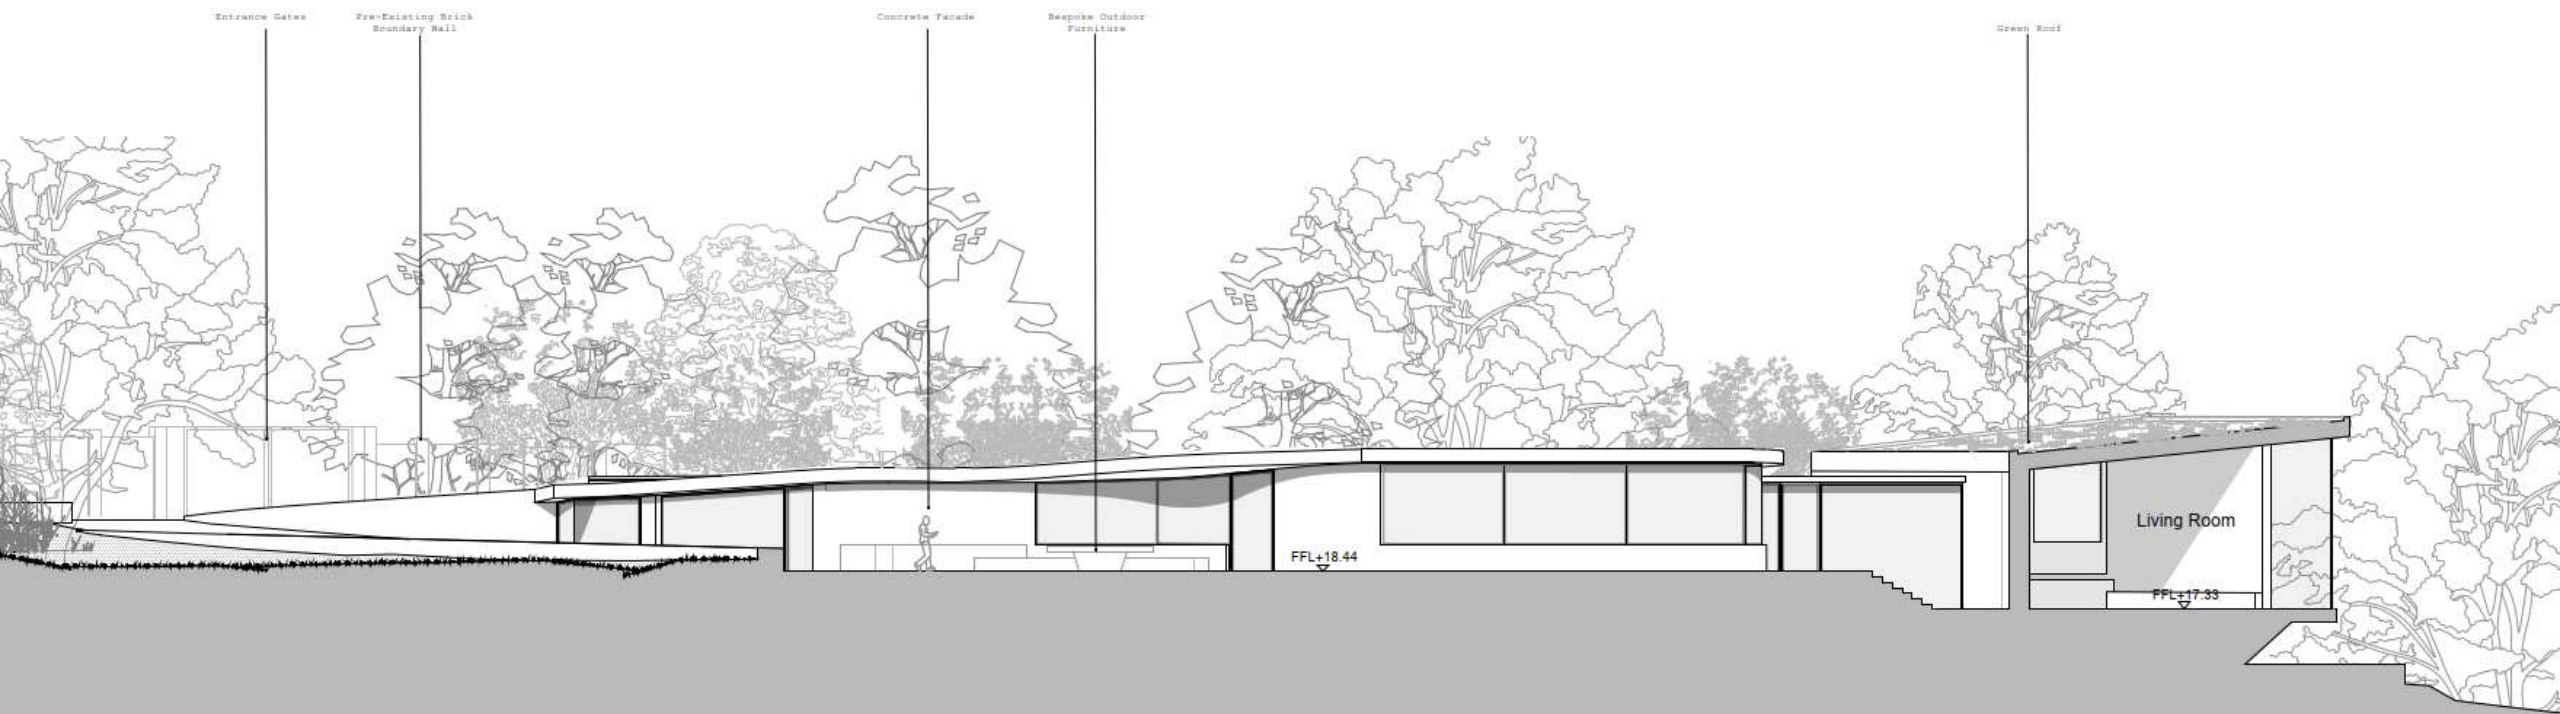 Entrance Gates
Pre-Existing Brick
Boundary Wall
Concrete Facade
Bespoke Outdoor
Furniture
Green Roof
FFL+18.44
Living Room
FFL+17.33